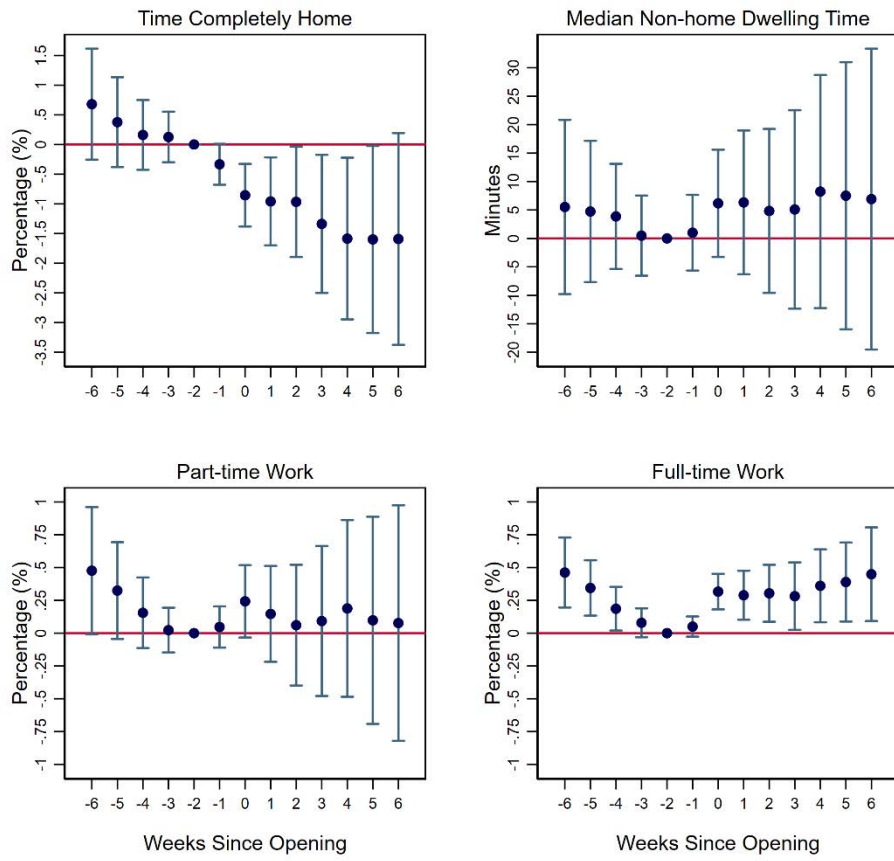 Time Completely Home
Percentage (%)
1.5
1
.5
0
-.5
-1
-1.5
-2
-2.5
-3
-3.5
-6 -5 -4 -3 -2 -1 0 1 2 3 4 5 6
Median Non-home Dwelling Time
Minutes
30
25
20
15
10
5
0
-5
-10
-15
-20
-6 -5 -4 -3 -2 -1 0 1 2 3 4 5 6
Part-time Work
Percentage (%)
1
.75
.5
.25
0
-.25
-.5
-.75
-1
-6 -5 -4 -3 -2 -1 0 1 2 3 4 5 6
Weeks Since Opening
Full-time Work
Percentage (%)
1
.75
.5
.25
0
-.25
-.5
-.75
-1
-6 -5 -4 -3 -2 -1 0 1 2 3 4 5 6
Weeks Since Opening